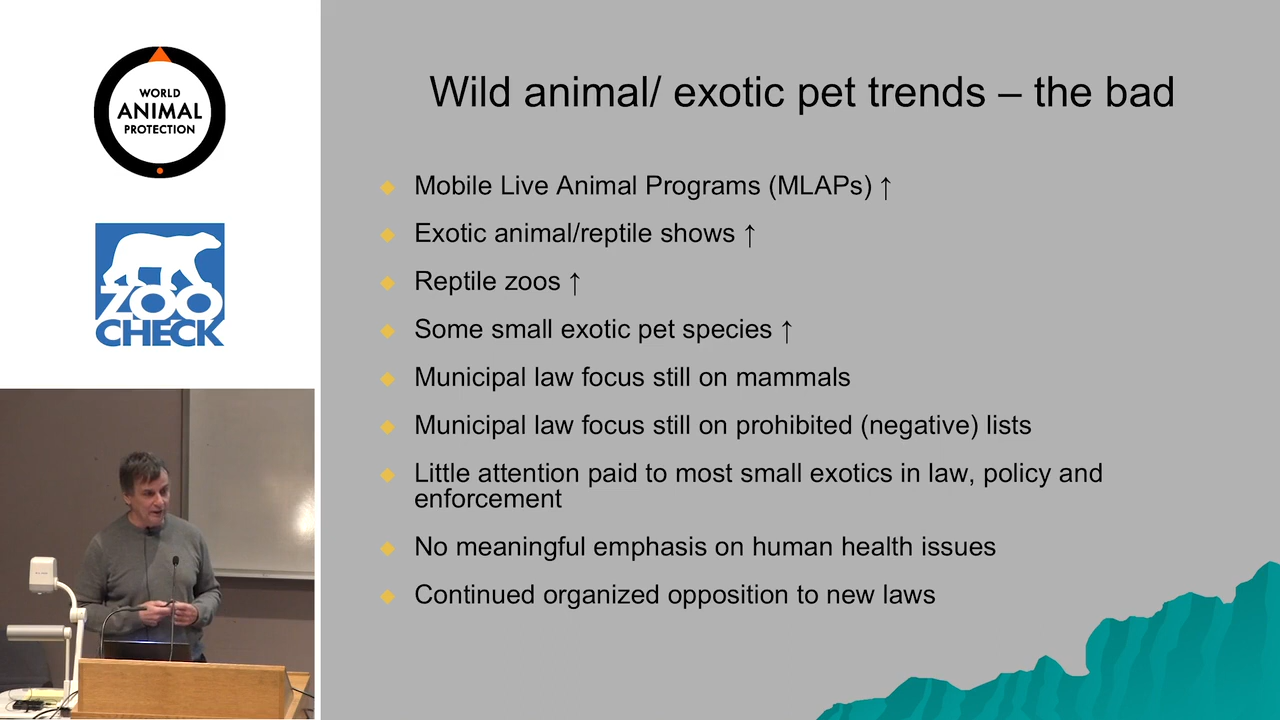 WORLD
ANIMAL
PROTECTION
ZOO
CHECK
Wild animal/ exotic pet trends – the bad
Mobile Live Animal Programs (MLAPs) ↑
Exotic animal/reptile shows ↑
Reptile zoos ↑
Some small exotic pet species ↑
Municipal law focus still on mammals
Municipal law focus still on prohibited (negative) lists
Little attention paid to most small exotics in law, policy and
enforcement
No meaningful emphasis on human health issues
Continued organized opposition to new laws